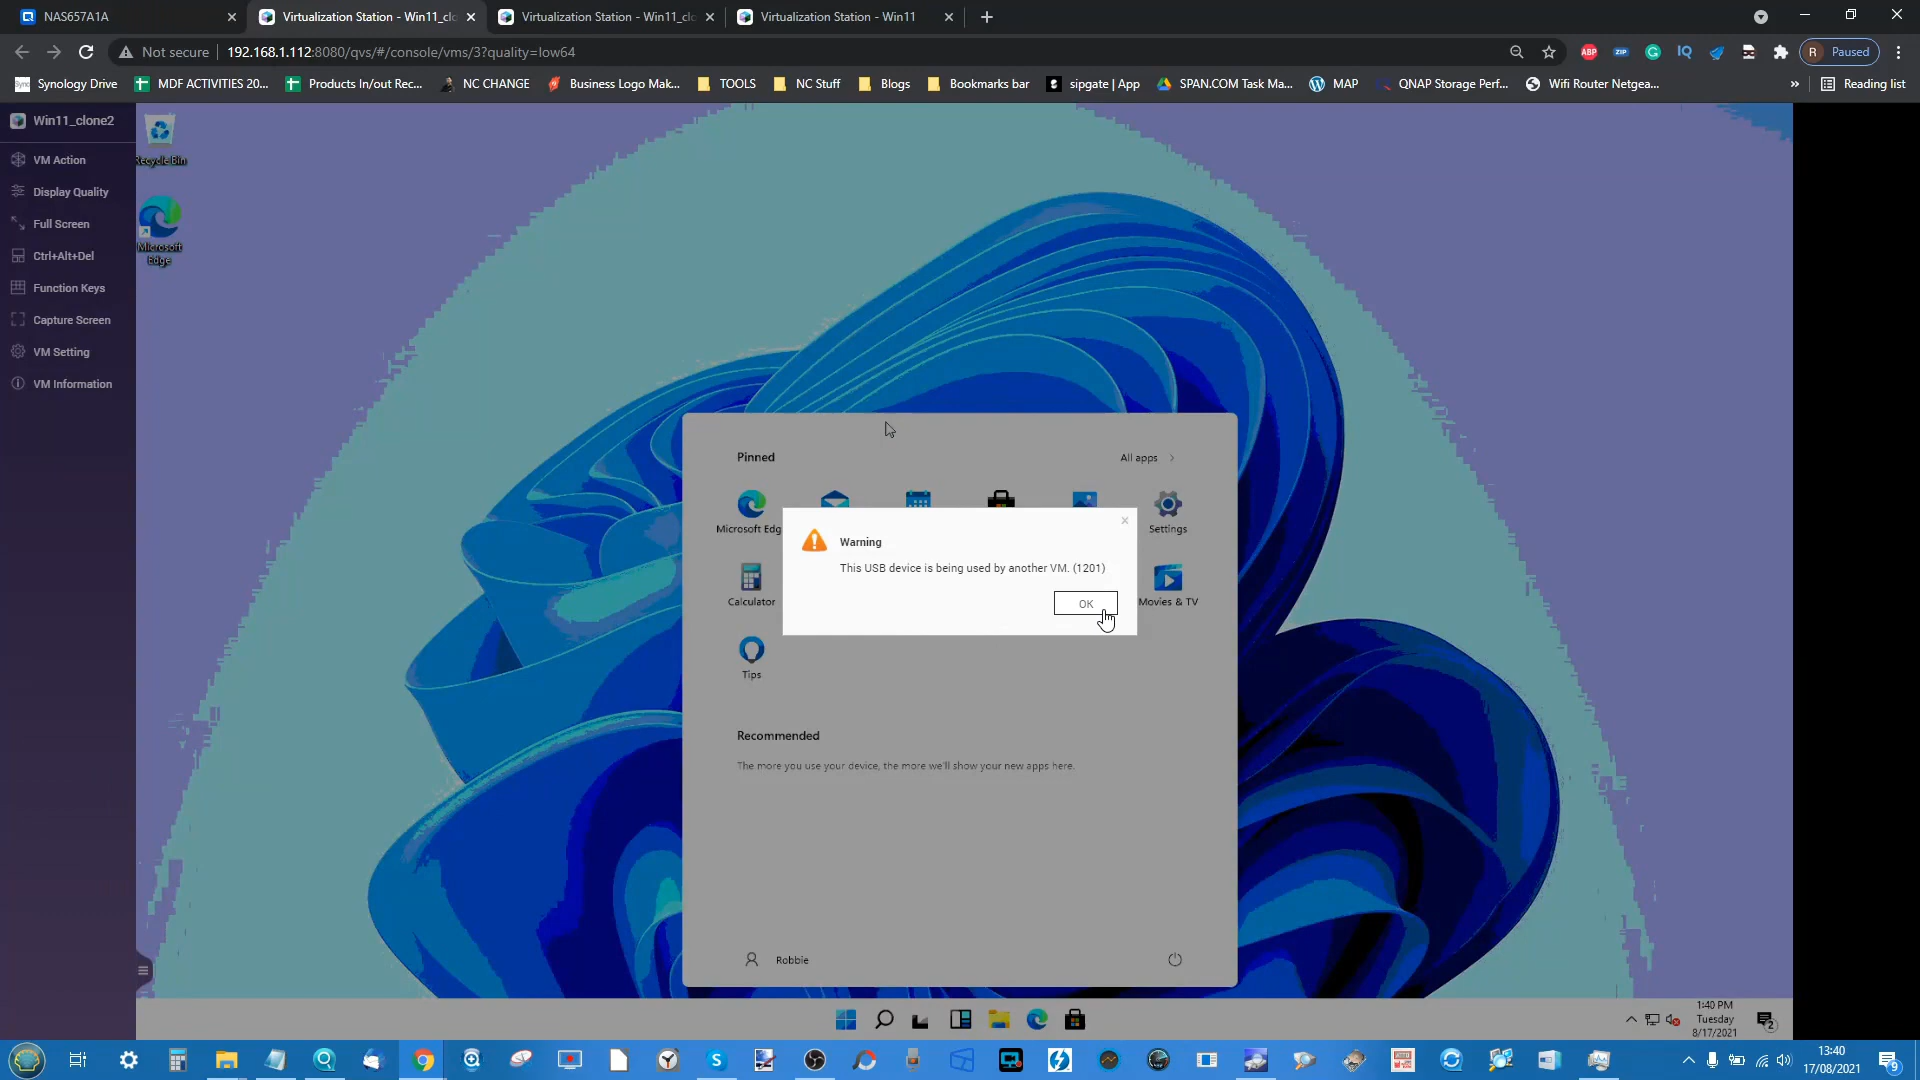 NAS657A1A
Virtualization Station - Win11_clo
Virtualization Station - Win11_clo
Virtualization Station - Win11
Not secure
192.168.1.112:8080/qvs/#/console/vms/3?quality=low64
ABP
ZIP
IQ
R Paused
Synology Drive
MDF ACTIVITIES 20...
Products In/out Rec...
NC CHANGE
Business Logo Mak...
TOOLS
NC Stuff
Blogs
Bookmarks bar
sipgate | App
SPAN.COM Task Ma...
MAP
QNAP Storage Perf...
Wifi Router Netgea...
»
Reading list
Win11_clone2
VM Action
Display Quality
Full Screen
Ctrl+Alt+Del
Function Keys
Capture Screen
VM Setting
VM Information
Recycle Bin
Microsoft
Edge
Pinned
All apps
Microsoft Edg
Settings
Warning
This USB device is being used by another VM. (1201)
OK
Calculator
Movies & TV
Tips
Recommended
The more you use your device, the more we'll show your new apps here.
Robbie
1:40 PM
Tuesday
8/17/2021
2
13:40
17/08/2021
9